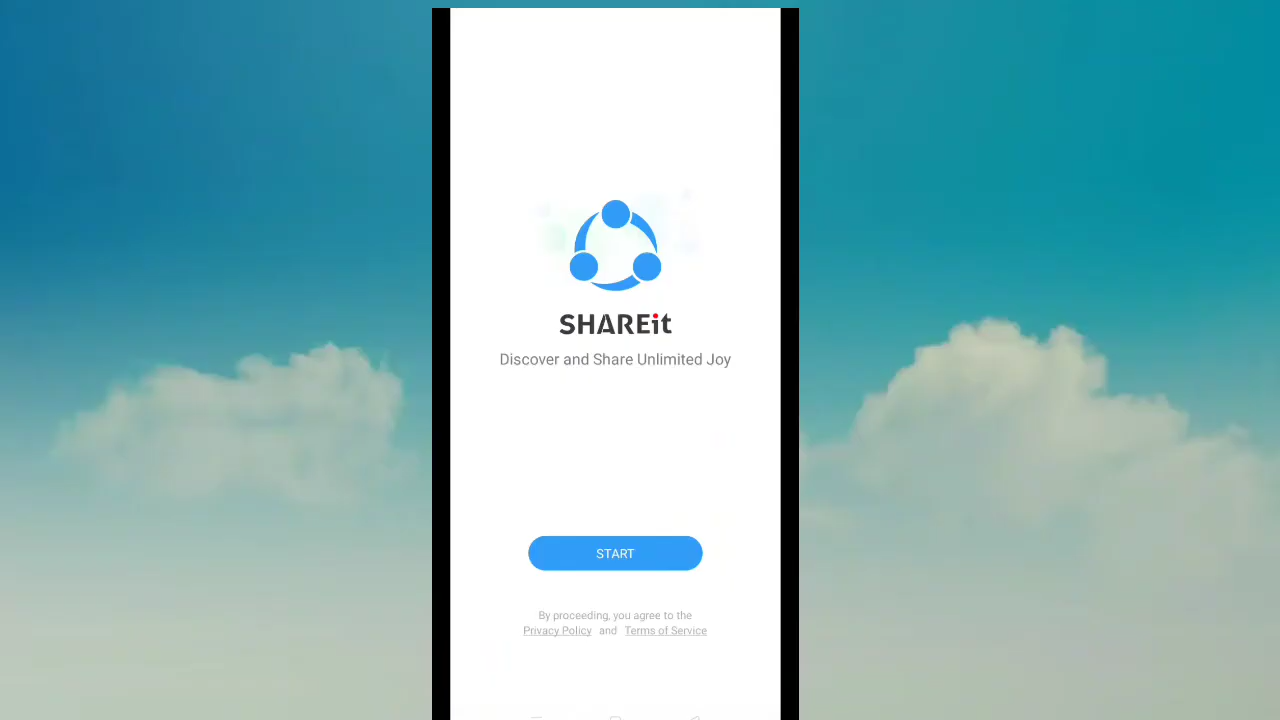 SHAREit
Discover and Share Unlimited Joy
START
By proceeding, you agree to the
Privacy Policy and Terms of Service